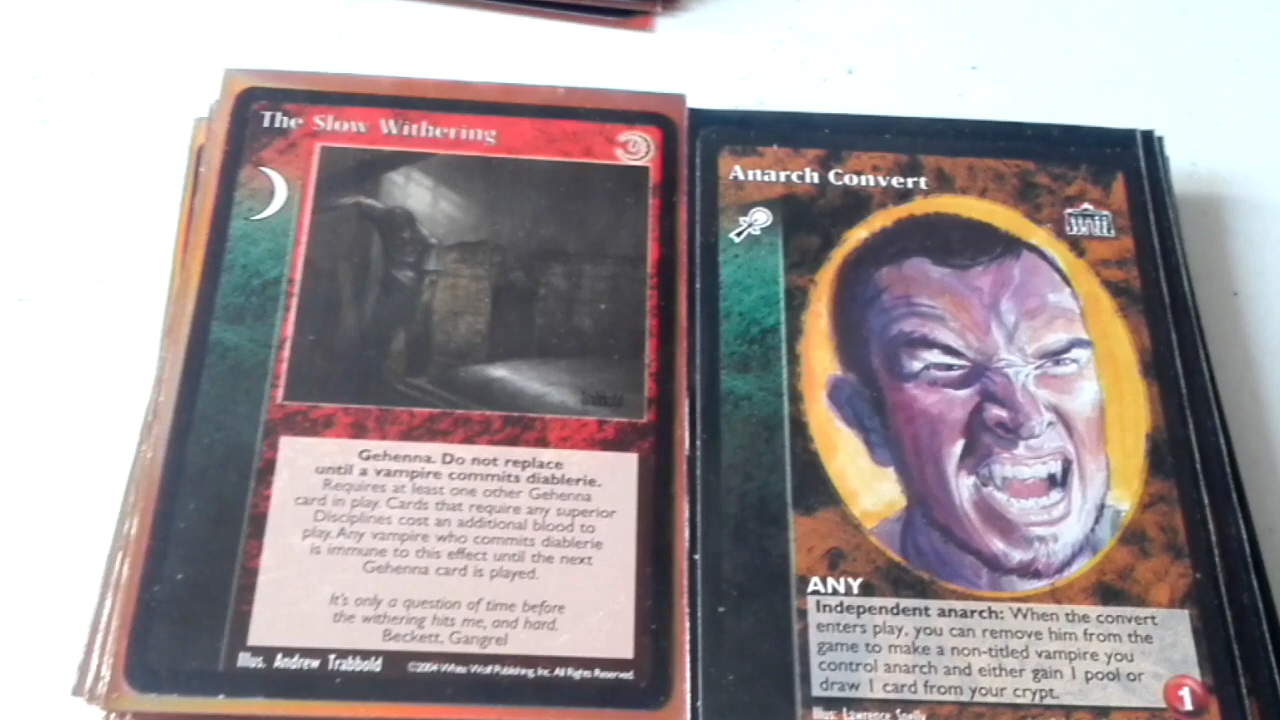 The Slow Withering
Trabbold
Gehenna. Do not replace
until a vampire commits diablerie.
Requires at least one other Gehenna
card in play. Cards that require any superior
Disciplines cost an additional blood to
play. Any vampire who commits diablerie
is immune to this effect until the next
Gehenna card is played.
It's only a question of time before
the withering hits me, and hard.
Beckett, Gangrel
Illus. Andrew Trabbold ©2004 White Wolf Publishing, Inc. All Rights Reserved.
Anarch Convert
ANY
Independent anarch: When the convert
enters play, you can remove him from the
game to make a non-titled vampire you
control anarch and either gain 1 pool or
draw 1 card from your crypt.
1
Illus. Lawrence Snelly